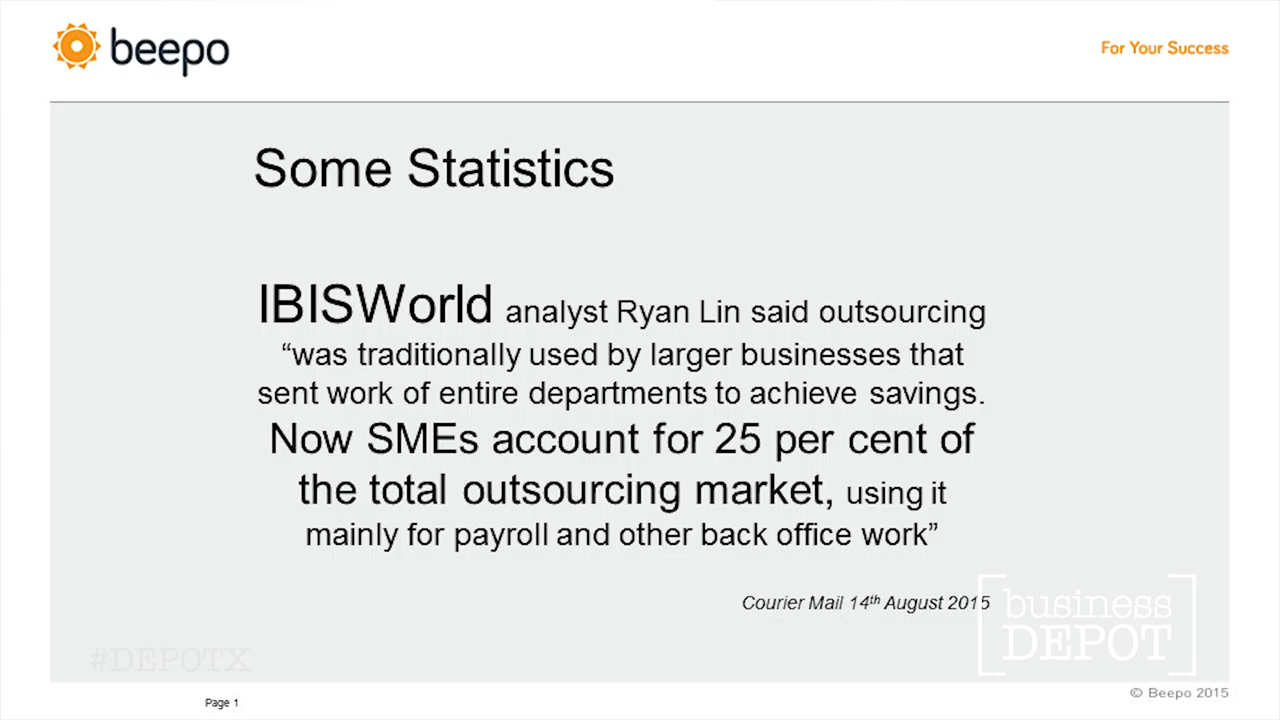 beepo
For Your Success
Some Statistics
IBISWorld analyst Ryan Lin said outsourcing
“was traditionally used by larger businesses that
sent work of entire departments to achieve savings.
Now SMEs account for 25 per cent of
the total outsourcing market, using it
mainly for payroll and other back office work”
Courier Mail 14th August 2015
business
DEPOT
#DEPOTX
Page 1
© Beepo 2015